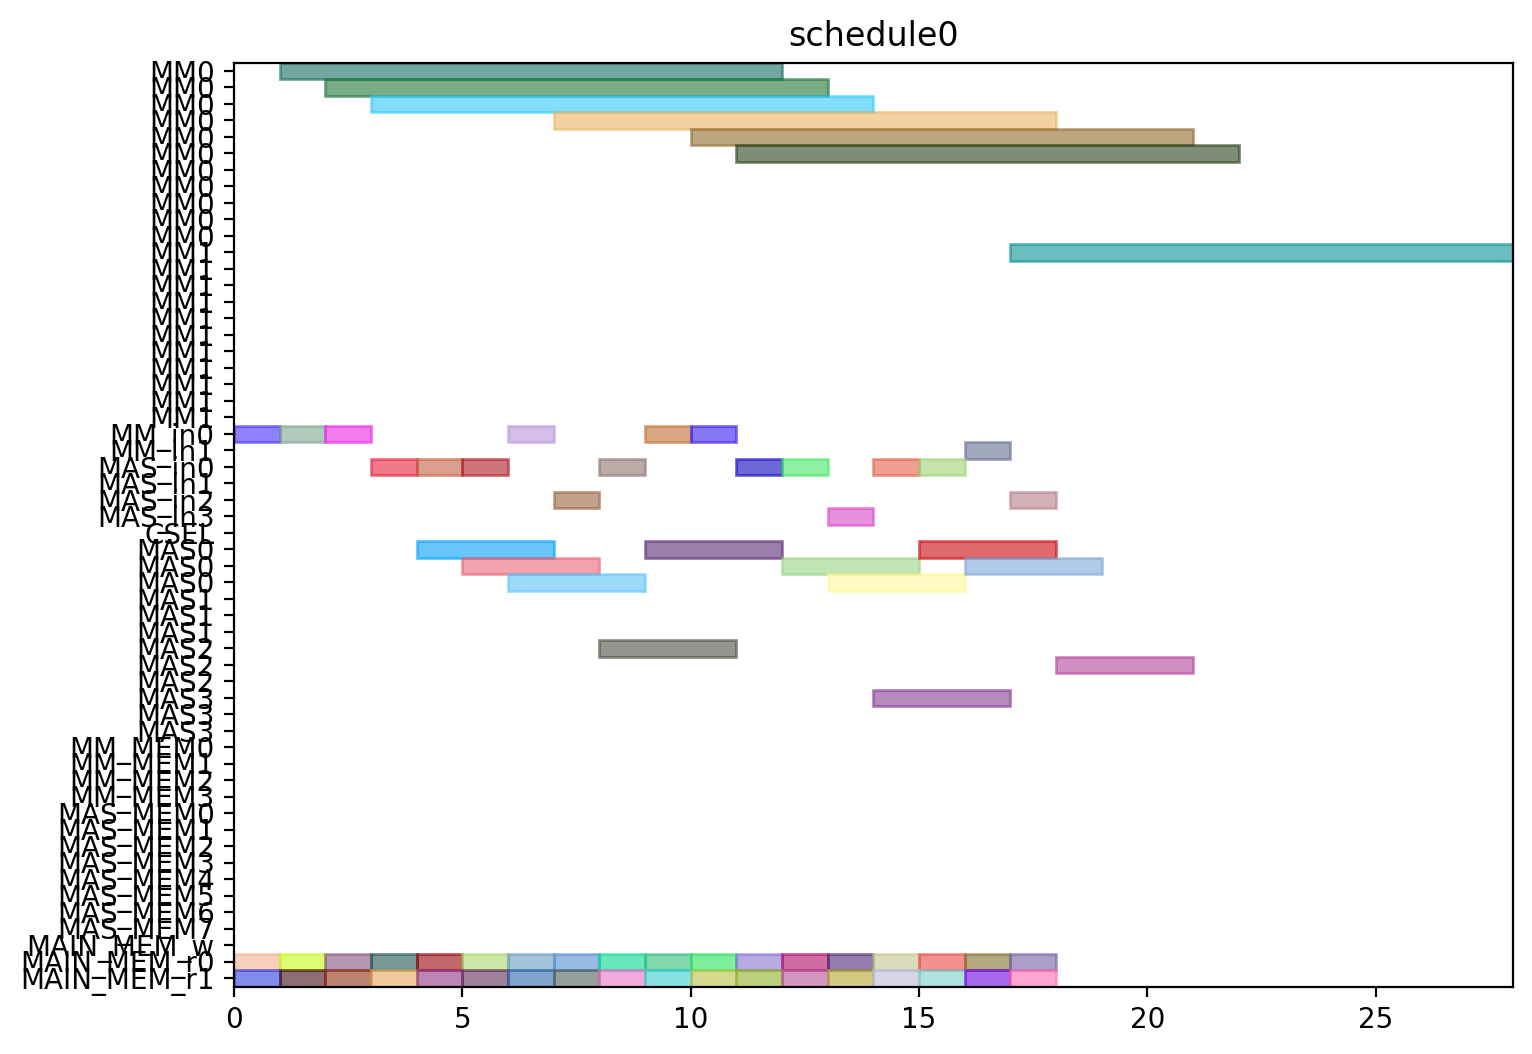 schedule0
MM0
MM0
MM0
MM0
MM0
MM0
MM0
MM0
MM0
MM0
MM0
MM1
MM1
MM1
MM1
MM1
MM1
MM1
MM1
MM1
MM1
MM1
MM_in0
MM_in1
MAS_in0
MAS_in1
MAS_in2
MAS_in3
CSEL
MAS0
MAS0
MAS0
MAS1
MAS1
MAS1
MAS2
MAS2
MAS2
MAS3
MAS3
MAS3
MM_MEM0
MM_MEM1
MM_MEM2
MM_MEM3
MAS_MEM0
MAS_MEM1
MAS_MEM2
MAS_MEM3
MAS_MEM4
MAS_MEM5
MAS_MEM6
MAS_MEM7
MAIN_MEM_w
MAIN_MEM_r0
MAIN_MEM_r1
0 5 10 15 20 25